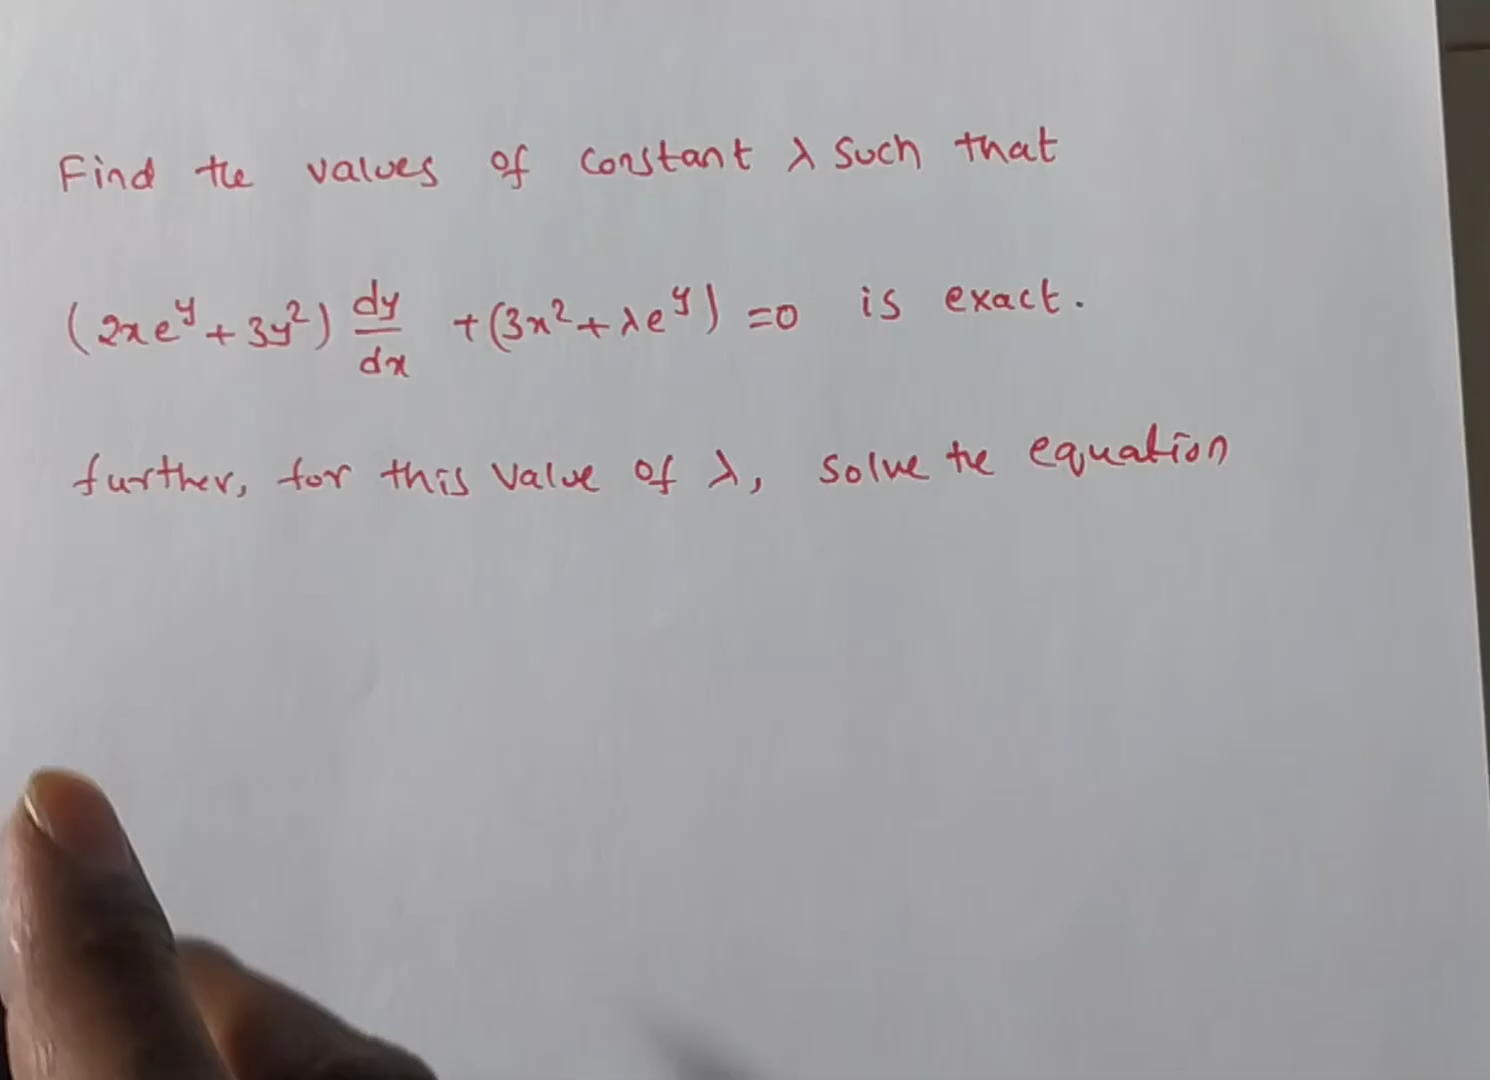 Find the values of constant λ such that
(2xe^y + 3y^2) dy/dx + (3x^2 + λe^y) = 0 is exact.
further, for this value of λ, solve the equation